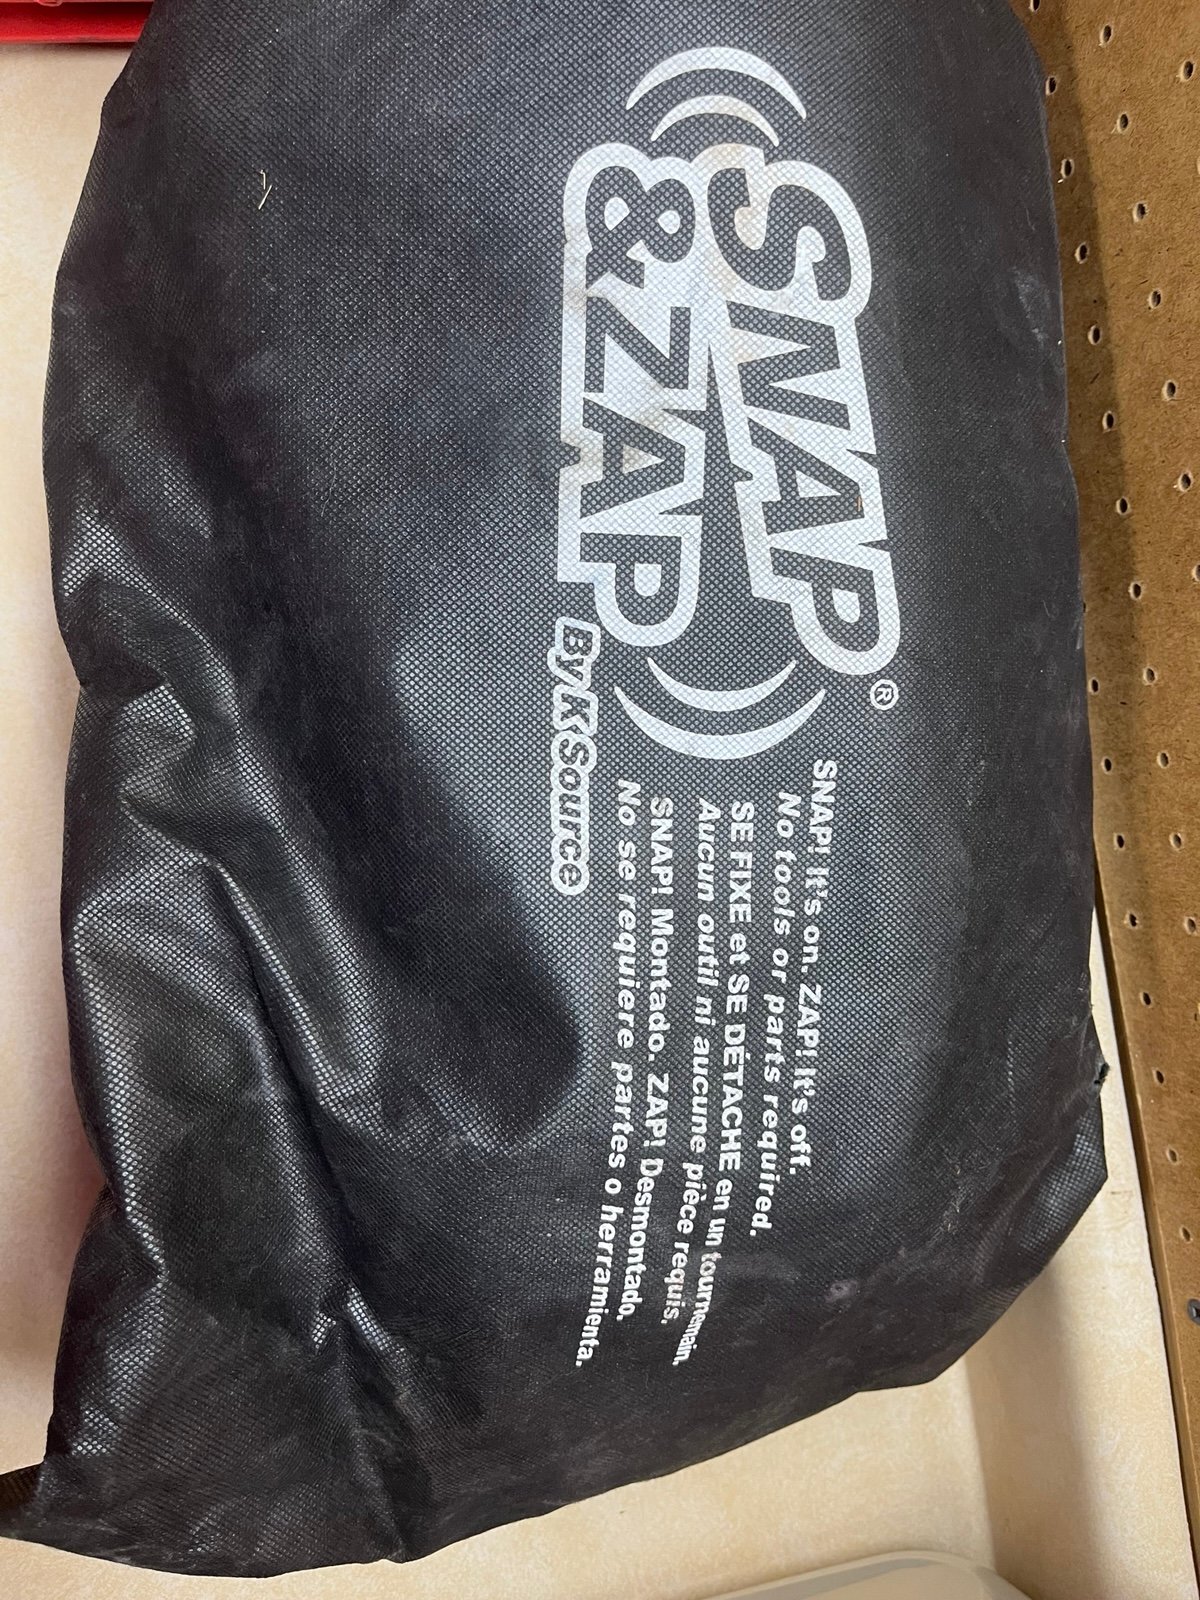 SNAP®
& ZAP
By KSource
SNAP! It's on. ZAP! It's off.
No tools or parts required.
SE FIXE et SE DÉTACHE en un tournemain.
Aucun outil ni aucune pièce requis.
SNAP! Montado. ZAP! Desmontado.
No se requiere partes o herramienta.